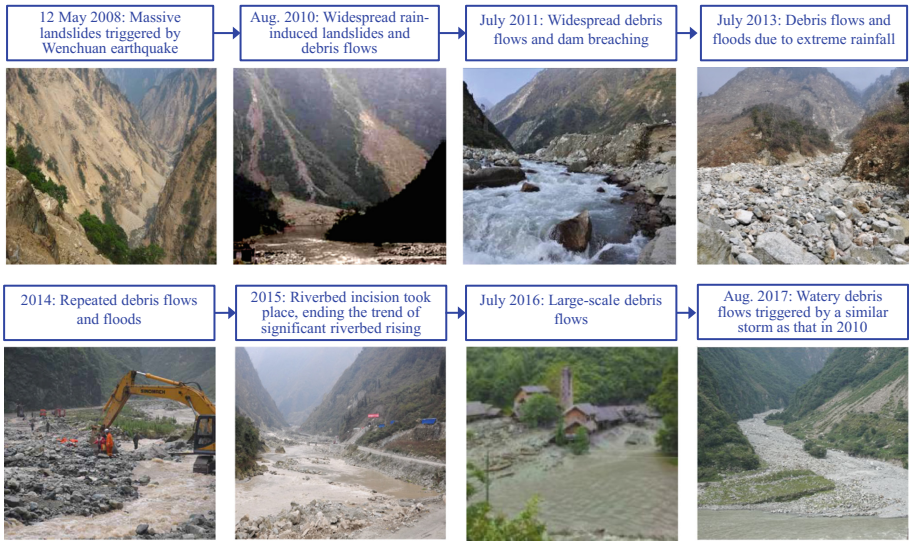 12 May 2008: Massive
landslides triggered by
Wenchuan earthquake
Aug. 2010: Widespread rain-
induced landslides and
debris flows
July 2011: Widespread debris
flows and dam breaching
July 2013: Debris flows and
floods due to extreme rainfall
2014: Repeated debris flows
and floods
2015: Riverbed incision took
place, ending the trend of
significant riverbed rising
July 2016: Large-scale debris
flows
Aug. 2017: Watery debris
flows triggered by a similar
storm as that in 2010